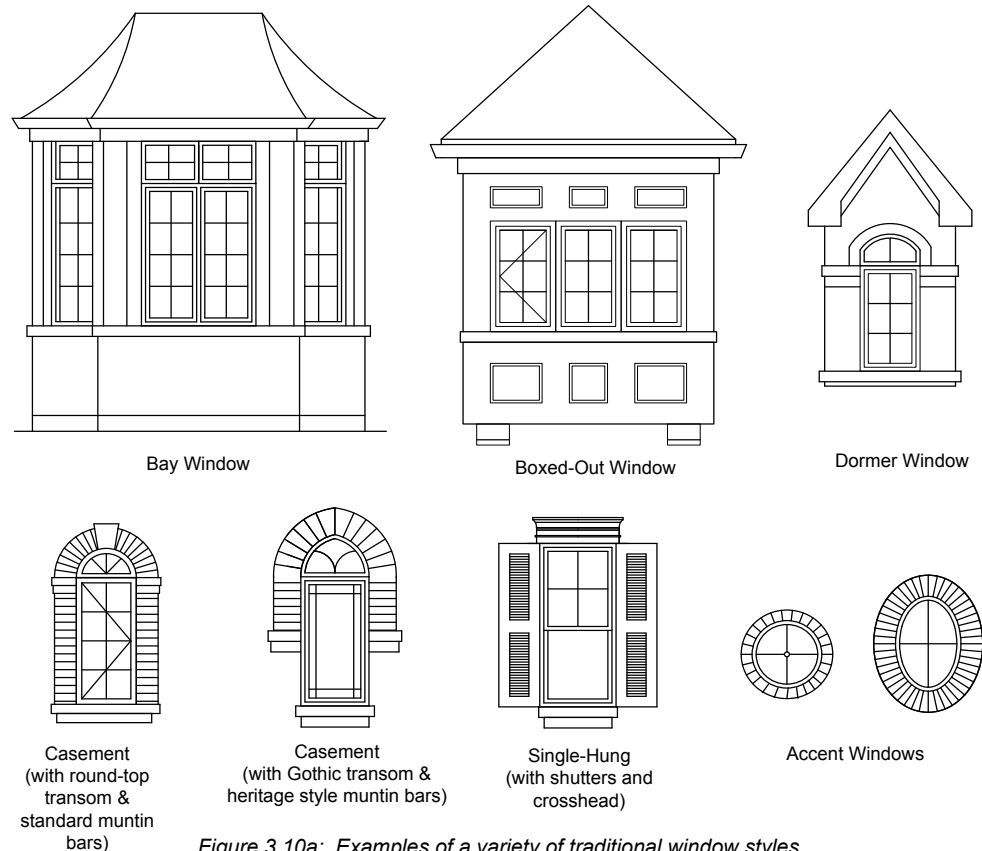 Bay Window
Boxed-Out Window
Dormer Window
Casement
(with round-top
transom &
standard muntin
bars)
Casement
(with Gothic transom &
heritage style muntin bars)
Single-Hung
(with shutters and
crosshead)
Accent Windows
Figure 3.10a: Examples of a variety of traditional window styles